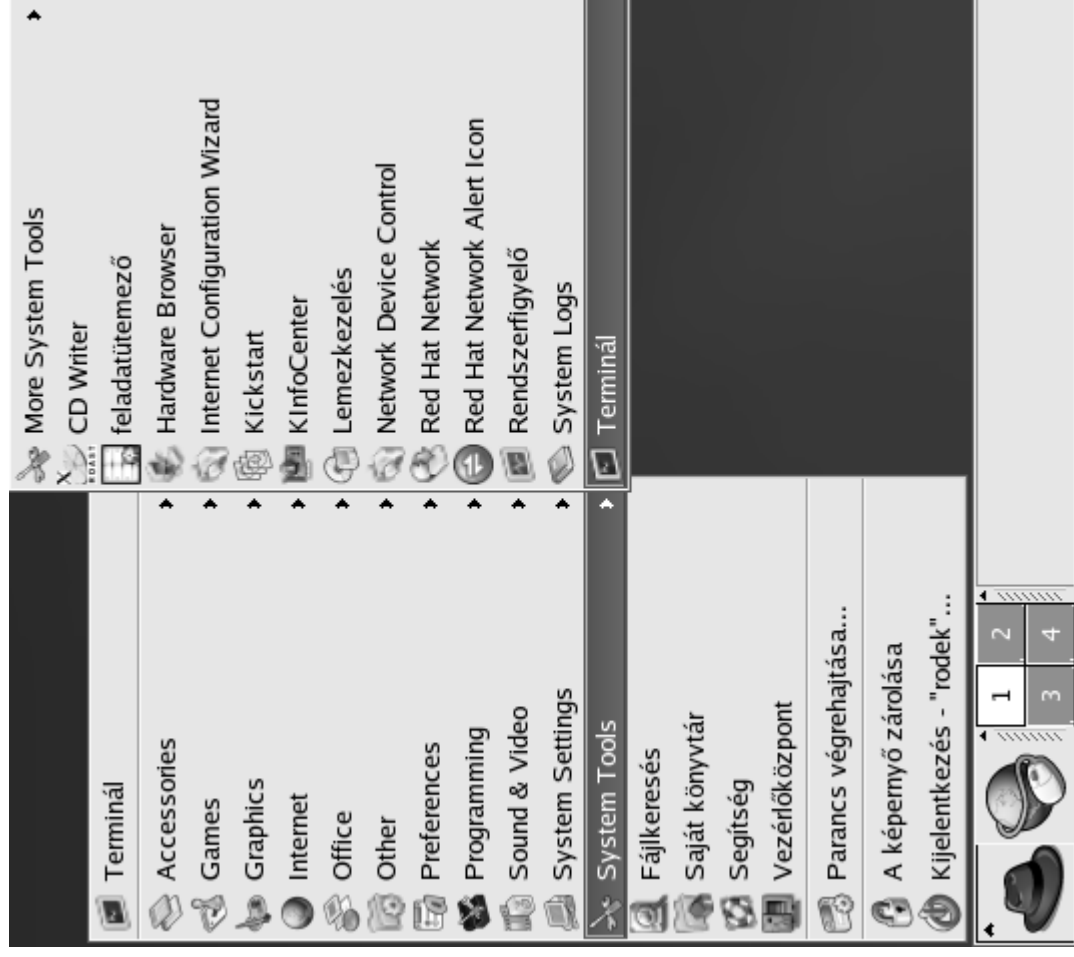 More System Tools
CD Writer
X
ROAST
feladatütemező
Hardware Browser
Internet Configuration Wizard
Kickstart
KInfoCenter
Lemezkezelés
Network Device Control
Red Hat Network
Red Hat Network Alert Icon
Rendszerfigyelő
System Logs
Terminál
Terminál
Accessories
Games
Graphics
Internet
Office
Other
Preferences
Programming
Sound & Video
System Settings
System Tools
Fájlkeresés
Saját könyvtár
Segítség
Vezérlőközpont
Parancs végrehajtása...
A képernyő zárolása
Kijelentkezés - "rodek"...
1 2
3 4